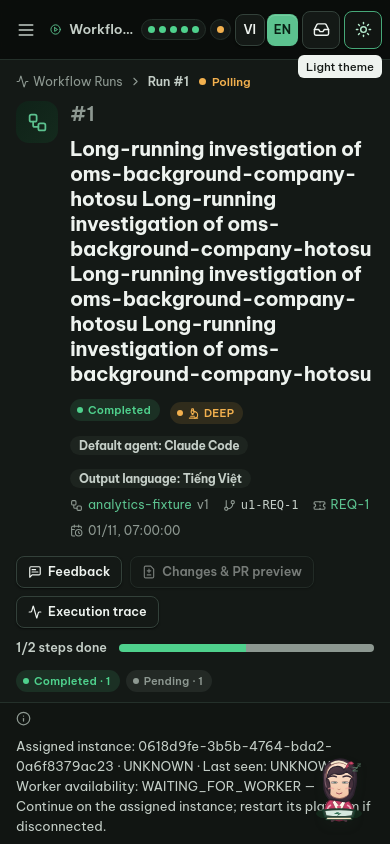 Workflo...
VI
EN
Light theme
Workflow Runs > Run #1 Polling
#1
Long-running investigation of
oms-background-company-
hotosu Long-running
investigation of oms-
background-company-hotosu
Long-running investigation of
oms-background-company-
hotosu Long-running
investigation of oms-
background-company-hotosu
Completed DEEP
Default agent: Claude Code
Output language: Tiếng Việt
analytics-fixture v1 u1-REQ-1 REQ-1
01/11, 07:00:00
Feedback Changes & PR preview
Execution trace
1/2 steps done
Completed · 1 Pending · 1
Assigned instance: 0618d9fe-3b5b-4764-bda2-
0a6f8379ac23 · UNKNOWN · Last seen: UNKNOW
Worker availability: WAITING_FOR_WORKER —
Continue on the assigned instance; restart its if
disconnected.